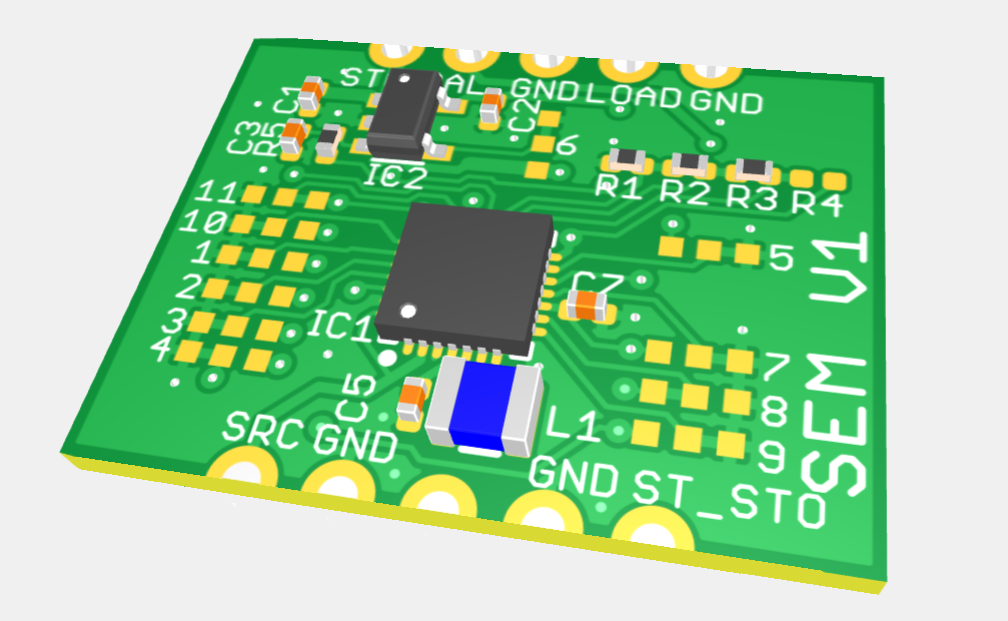 ST AL GND LOAD GND
C1
C2
C3
R5
6
IC2
R1 R2 R3 R4
11
10
1
2
3
4
5
C7
IC1
C5
L1
7
8
9
SEM V1
SRC GND
GND ST_STO